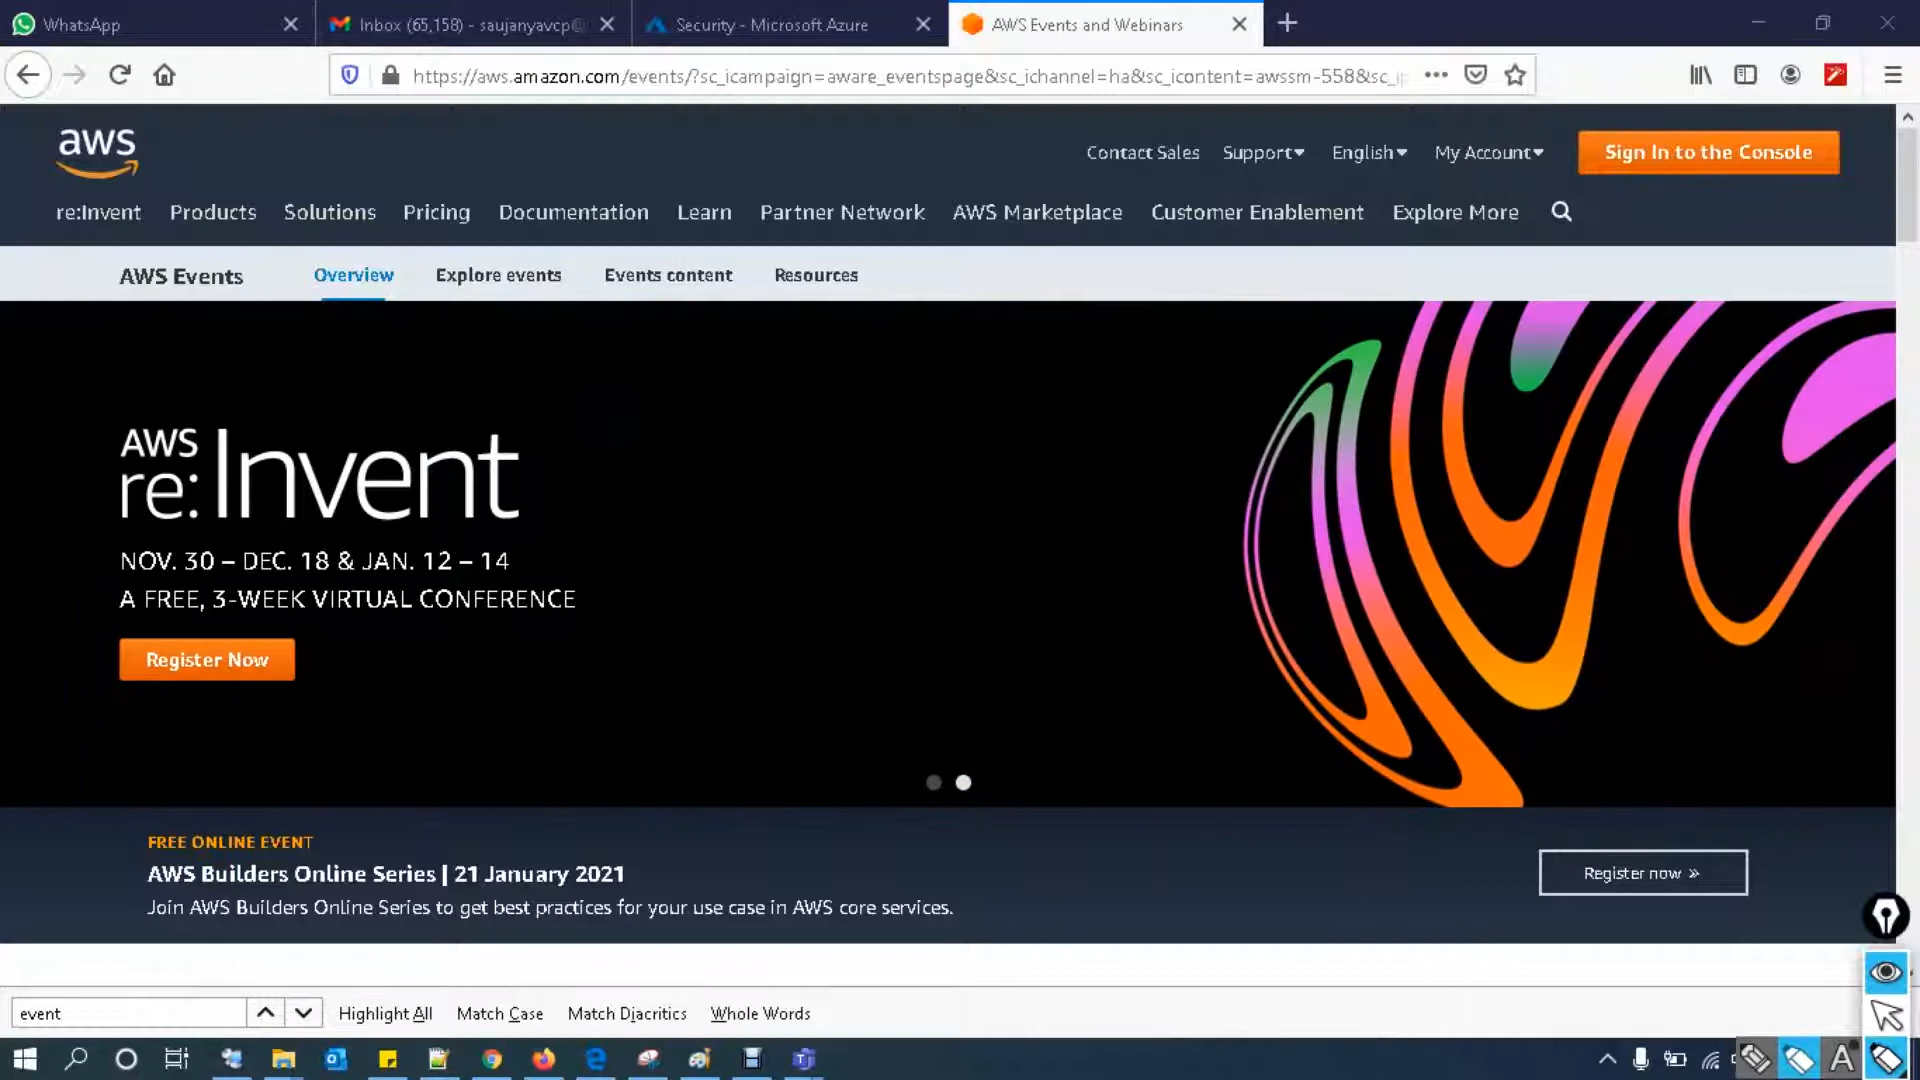 WhatsApp
Inbox (65,158) - saujanyavcp@
Security - Microsoft Azure
AWS Events and Webinars
https://aws.amazon.com/events/?sc_icampaign=aware_eventspage&sc_ichannel=ha&sc_icontent=awssm-558&sc_i
aws
Contact Sales Support English My Account Sign In to the Console
re:Invent Products Solutions Pricing Documentation Learn Partner Network AWS Marketplace Customer Enablement Explore More
AWS Events Overview Explore events Events content Resources
AWS
re:Invent
NOV. 30 – DEC. 18 & JAN. 12 – 14
A FREE, 3-WEEK VIRTUAL CONFERENCE
Register Now
FREE ONLINE EVENT
AWS Builders Online Series | 21 January 2021
Join AWS Builders Online Series to get best practices for your use case in AWS core services.
Register now »
event Highlight All Match Case Match Diacritics Whole Words
A